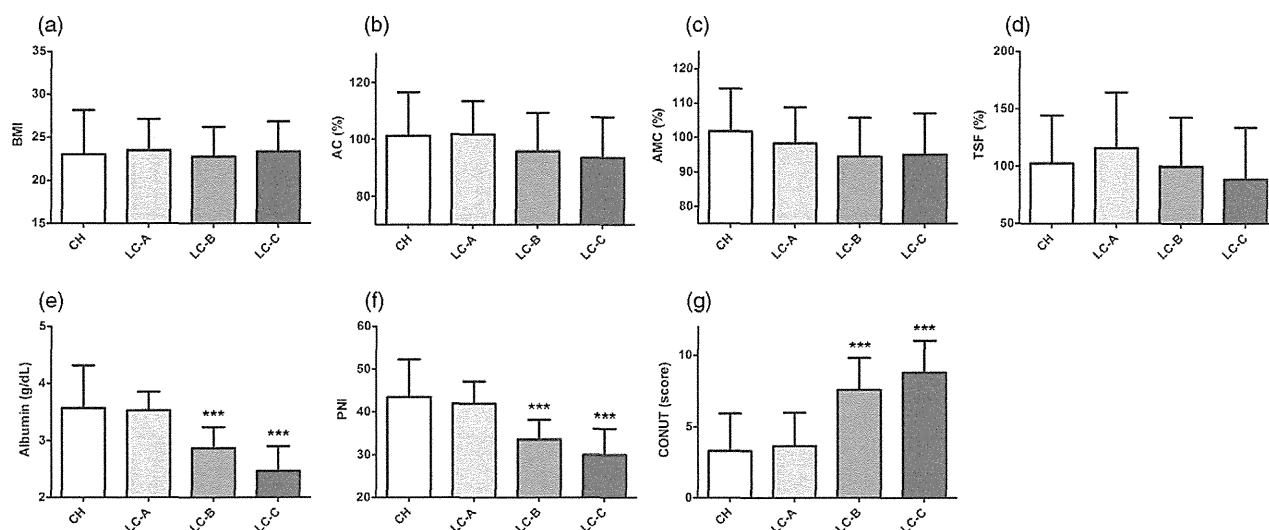 (a)
BMI
35
30
25
20
15
CH
LC-A
LC-B
LC-C
(b)
AC (%)
120
100
80
CH
LC-A
LC-B
LC-C
(c)
AMC (%)
120
110
100
90
80
CH
LC-A
LC-B
LC-C
(d)
TSF (%)
200
150
100
50
CH
LC-A
LC-B
LC-C
(e)
Albumin (g/dL)
5
4
3
2
***
***
CH
LC-A
LC-B
LC-C
(f)
PNI
60
50
40
30
20
***
***
CH
LC-A
LC-B
LC-C
(g)
CONUT (score)
10
5
0
***
***
CH
LC-A
LC-B
LC-C